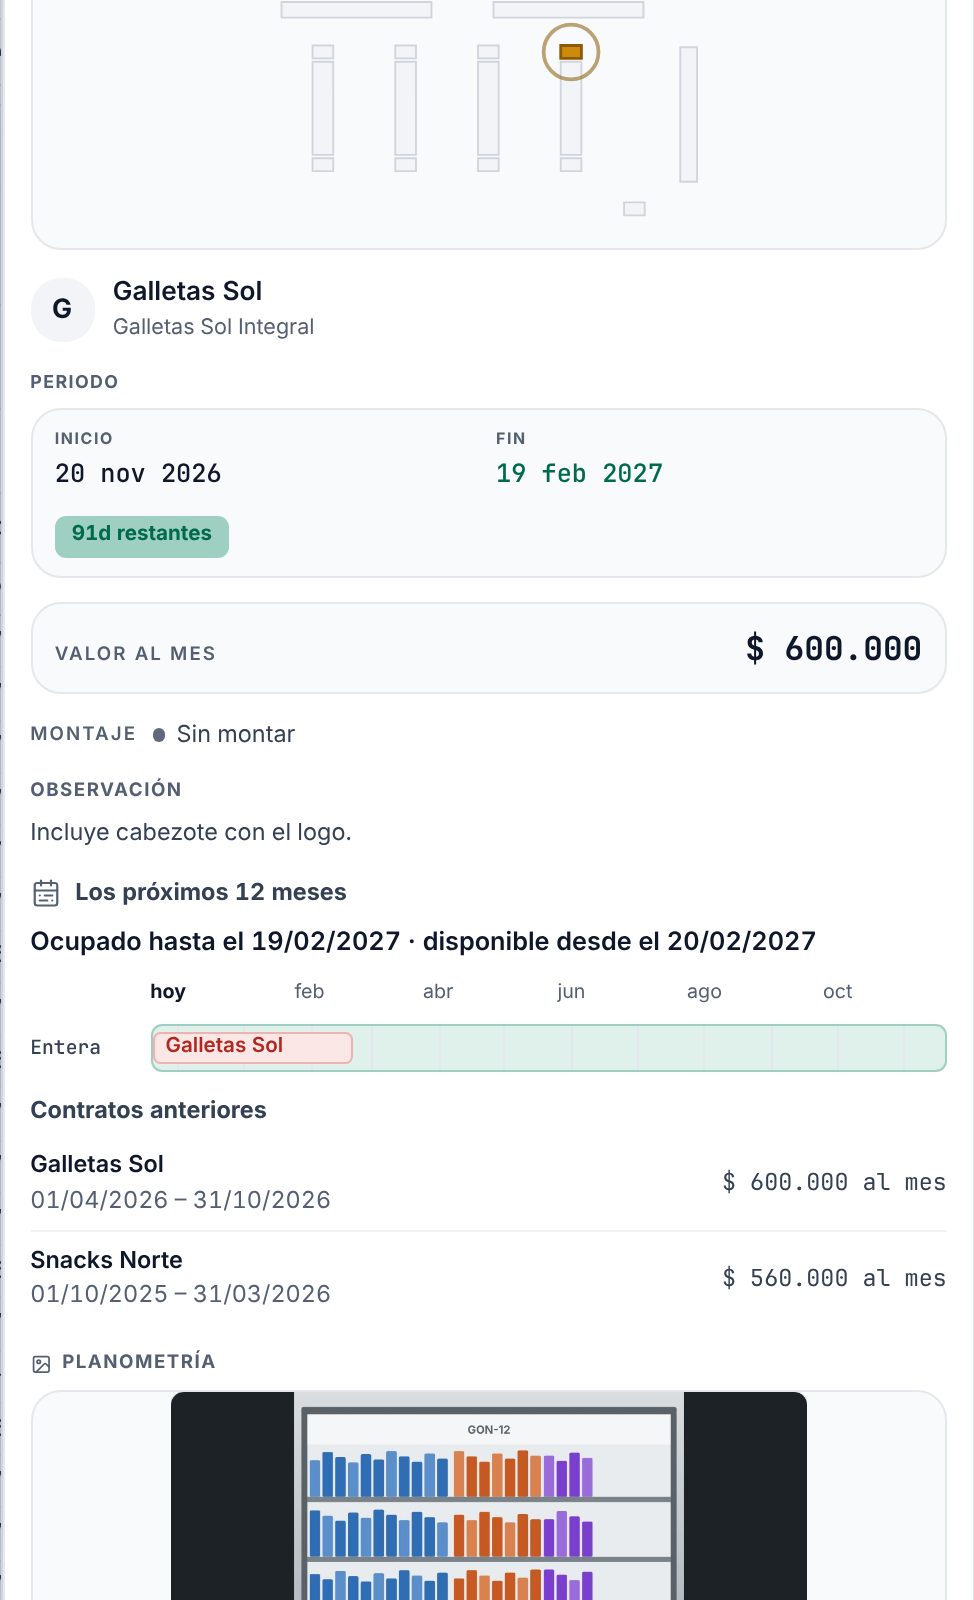 G
Galletas Sol
Galletas Sol Integral
PERIODO
INICIO
20 nov 2026
FIN
19 feb 2027
91d restantes
VALOR AL MES
$ 600.000
MONTAJE
Sin montar
OBSERVACIÓN
Incluye cabezote con el logo.
Los próximos 12 meses
Ocupado hasta el 19/02/2027 · disponible desde el 20/02/2027
hoy feb abr jun ago oct
Entera
Galletas Sol
Contratos anteriores
Galletas Sol
01/04/2026 – 31/10/2026
$ 600.000 al mes
Snacks Norte
01/10/2025 – 31/03/2026
$ 560.000 al mes
PLANOMETRÍA
GON-12